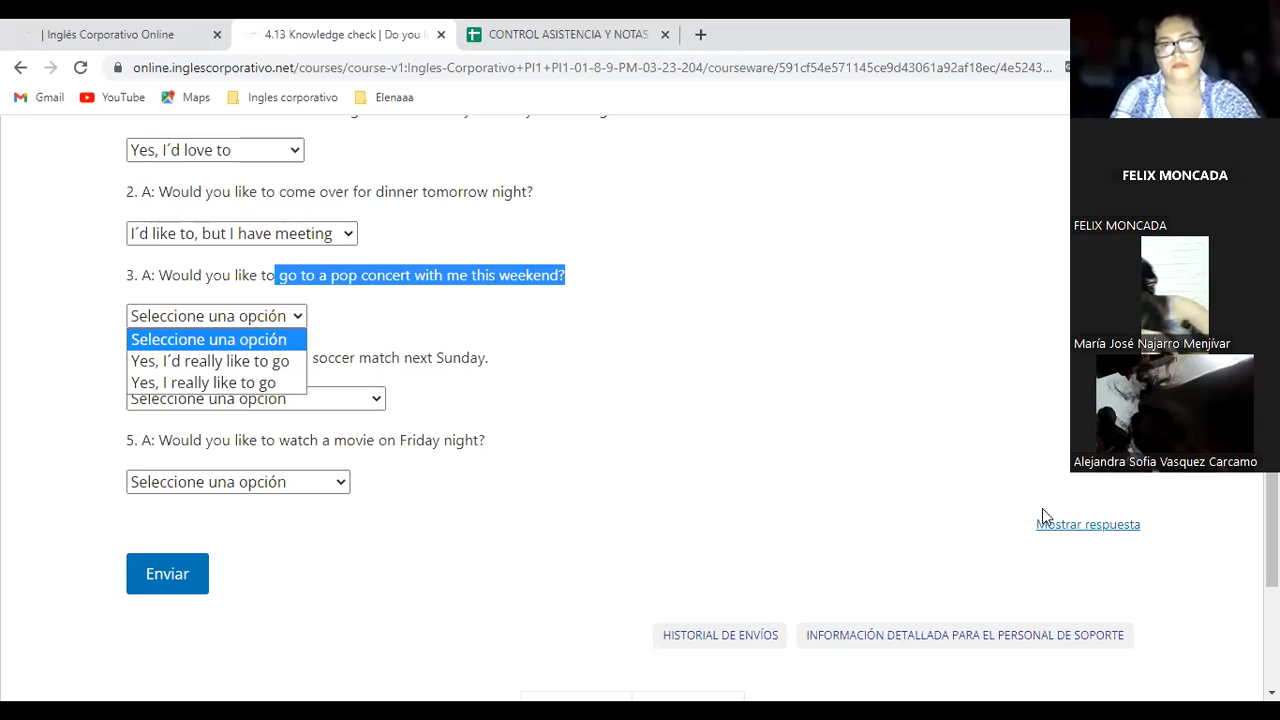 | Inglés Corporativo Online
4.13 Knowledge check | Do you l
CONTROL ASISTENCIA Y NOTAS
online.inglescorporativo.net/courses/course-v1:Ingles-Corporativo+PI1+PI1-01-8-9-PM-03-23-204/courseware/591cf54e571145ce9d43061a92af18ec/4e5243...
Gmail
YouTube
Maps
Ingles corporativo
Elenaaa
Yes, I´d love to
2. A: Would you like to come over for dinner tomorrow night?
I´d like to, but I have meeting
3. A: Would you like to go to a pop concert with me this weekend?
Seleccione una opción
Seleccione una opción
Yes, I´d really like to go
soccer match next Sunday.
Yes, I really like to go
Seleccione una opción
5. A: Would you like to watch a movie on Friday night?
Seleccione una opción
Mostrar respuesta
Enviar
HISTORIAL DE ENVÍOS
INFORMACIÓN DETALLADA PARA EL PERSONAL DE SOPORTE
FELIX MONCADA
FELIX MONCADA
María José Najarro Menjívar
Alejandra Sofia Vasquez Carcamo